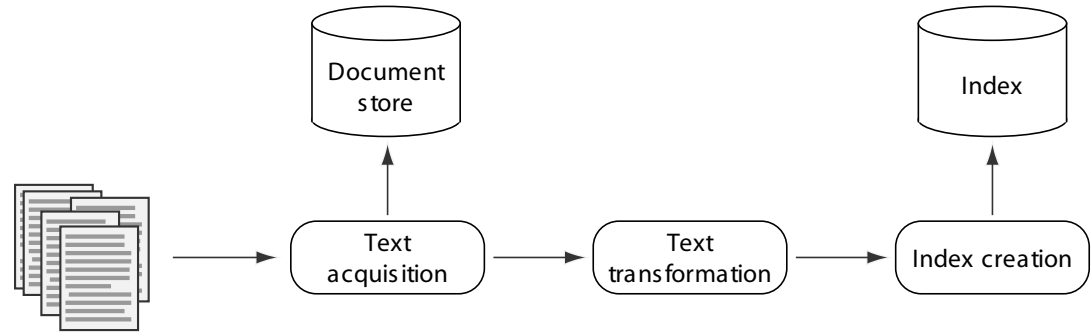 Document
store
Index
Text
acquisition
Text
transformation
Index creation